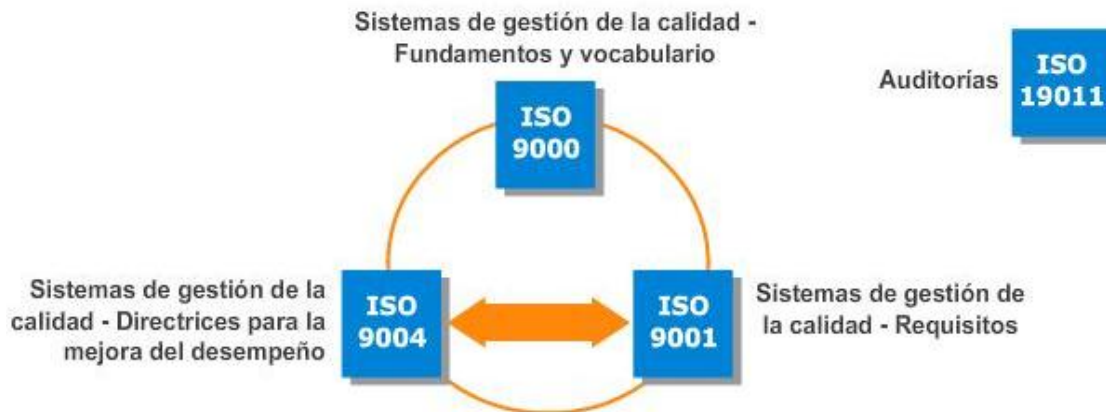 Sistemas de gestión de la calidad -
Fundamentos y vocabulario
ISO
9000
Auditorías
ISO
19011
Sistemas de gestión de la
calidad - Directrices para la
mejora del desempeño
ISO
9004
ISO
9001
Sistemas de gestión de
la calidad - Requisitos